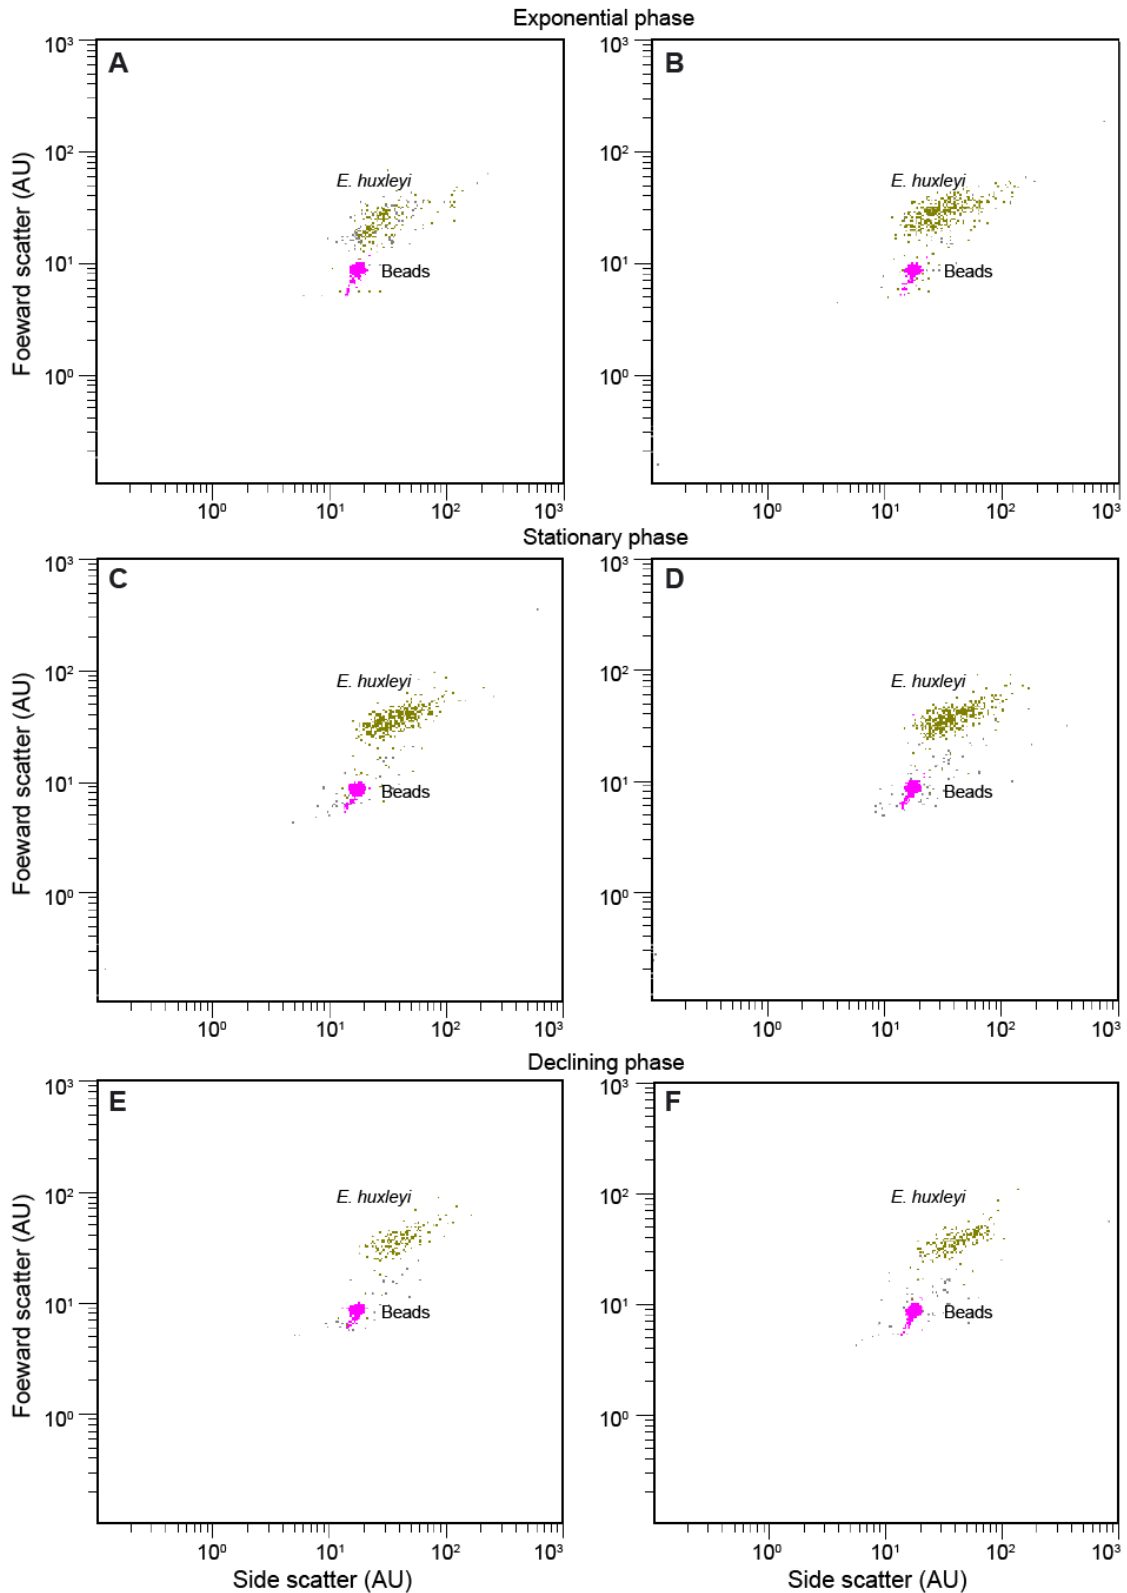 Exponential phase
A
B
Foeward scatter (AU)
10³
10²
10¹
10⁰
E. huxleyi
Beads
10⁰ 10¹ 10² 10³
10³
10²
10¹
10⁰
E. huxleyi
Beads
10⁰ 10¹ 10² 10³
Stationary phase
C
D
Foeward scatter (AU)
10³
10²
10¹
10⁰
E. huxleyi
Beads
10⁰ 10¹ 10² 10³
10³
10²
10¹
10⁰
E. huxleyi
Beads
10⁰ 10¹ 10² 10³
Declining phase
E
F
Foeward scatter (AU)
10³
10²
10¹
10⁰
E. huxleyi
Beads
10⁰ 10¹ 10² 10³
10³
10²
10¹
10⁰
E. huxleyi
Beads
10⁰ 10¹ 10² 10³
Side scatter (AU)
Side scatter (AU)